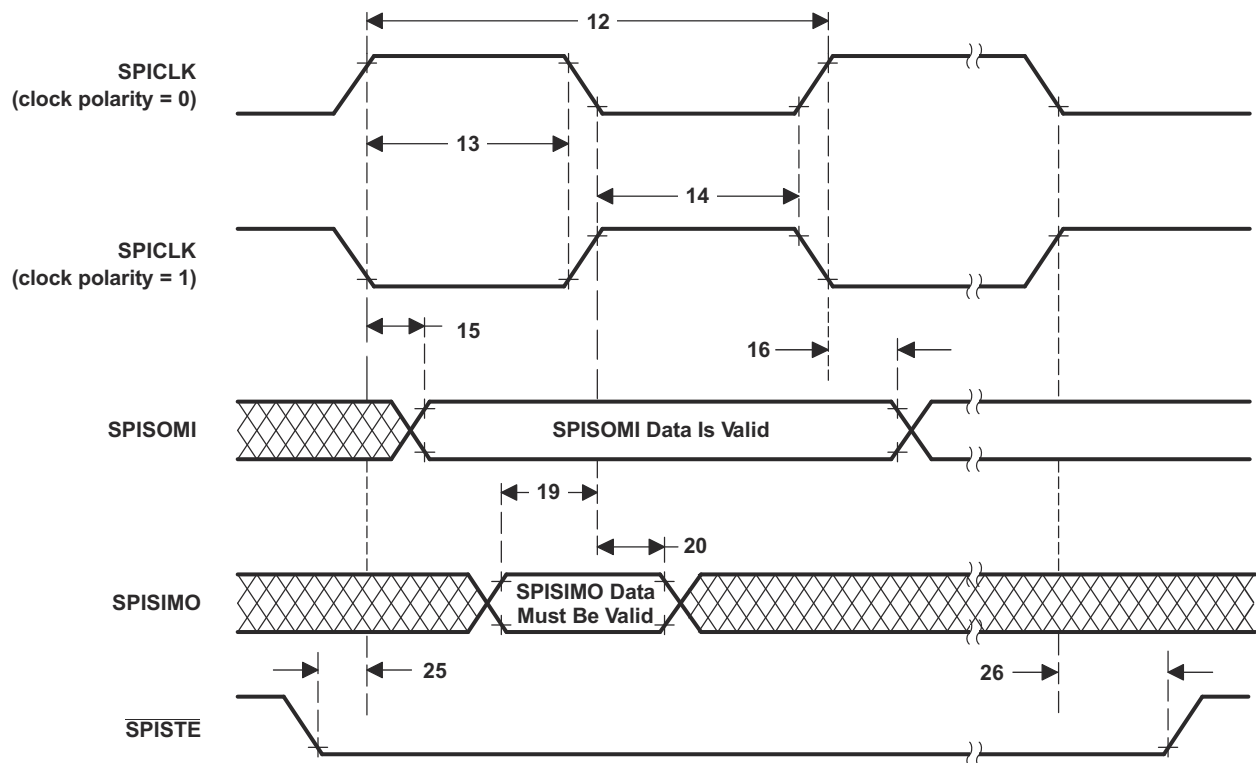 12
SPICLK
(clock polarity = 0)
13
14
SPICLK
(clock polarity = 1)
15
16
SPISOMI
SPISOMI Data Is Valid
19
20
SPISIMO
SPISIMO Data
Must Be Valid
25
26
SPISTE